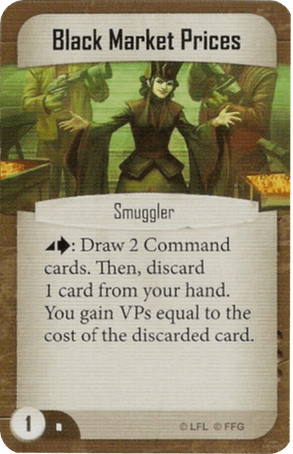 Black Market Prices
Smuggler
: Draw 2 Command
cards. Then, discard
1 card from your hand.
You gain VPs equal to the
cost of the discarded card.
1
© LFL © FFG